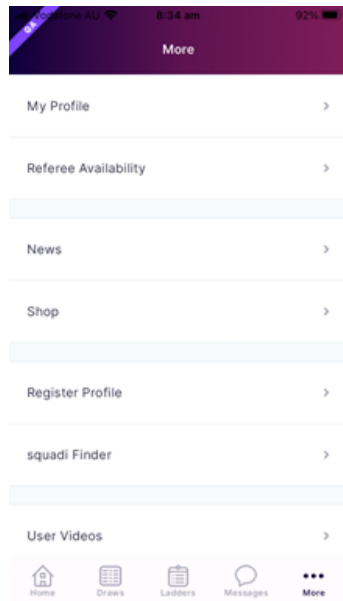 Vodafone AU 8:34 am 92%
QA
More
My Profile
Referee Availability
News
Shop
Register Profile
squadi Finder
User Videos
Home Draws Ladders Messages More